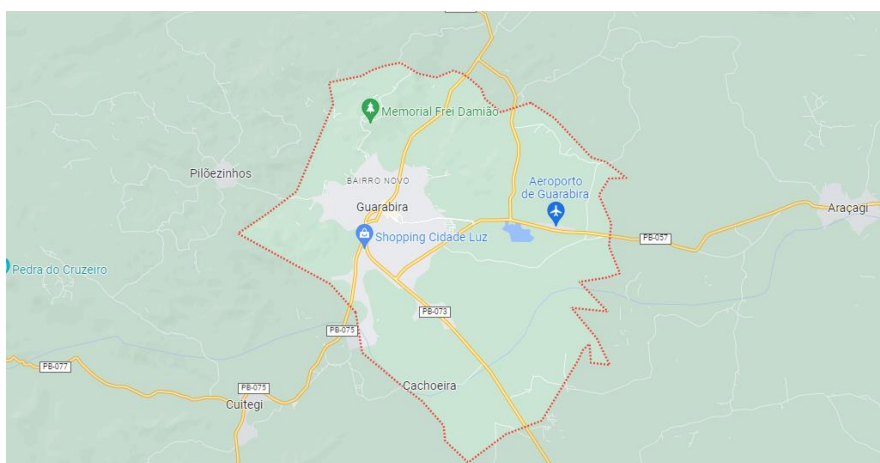 Memorial Frei Damião
Pilõezinhos
BAIRRO NOVO
Aeroporto
de Guarabira
Guarabira
Araçagi
Shopping Cidade Luz
PB-057
Pedra do Cruzeiro
PB-073
PB-075
PB-077
Cachoeira
PB-075
Cuitegi